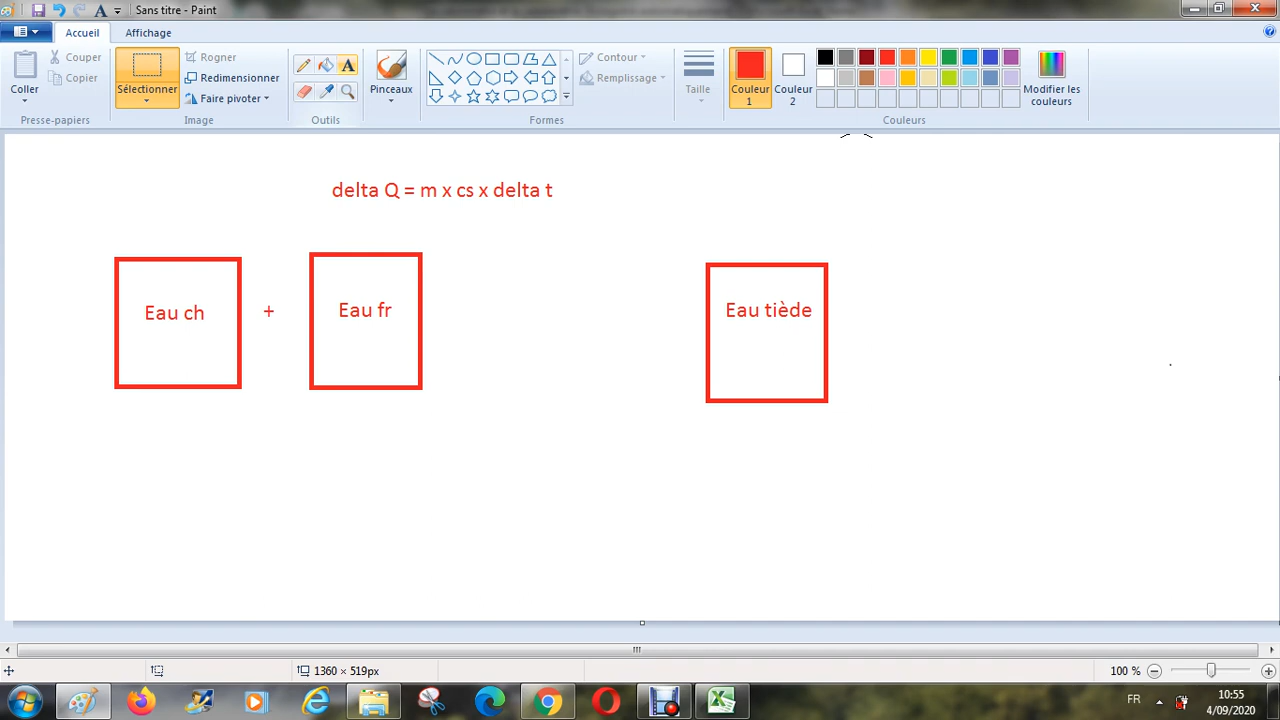 Sans titre - Paint
Accueil Affichage
Coller
Couper
Copier
Presse-papiers
Sélectionner
Rogner
Redimensionner
Faire pivoter
Image
A
Outils
Pinceaux
Contour
Remplissage
Formes
Taille
Couleur 1
Couleur 2
Modifier les couleurs
Couleurs
delta Q = m x cs x delta t
Eau ch + Eau fr Eau tiède
1360 × 519px 100 %
FR 10:55
4/09/2020